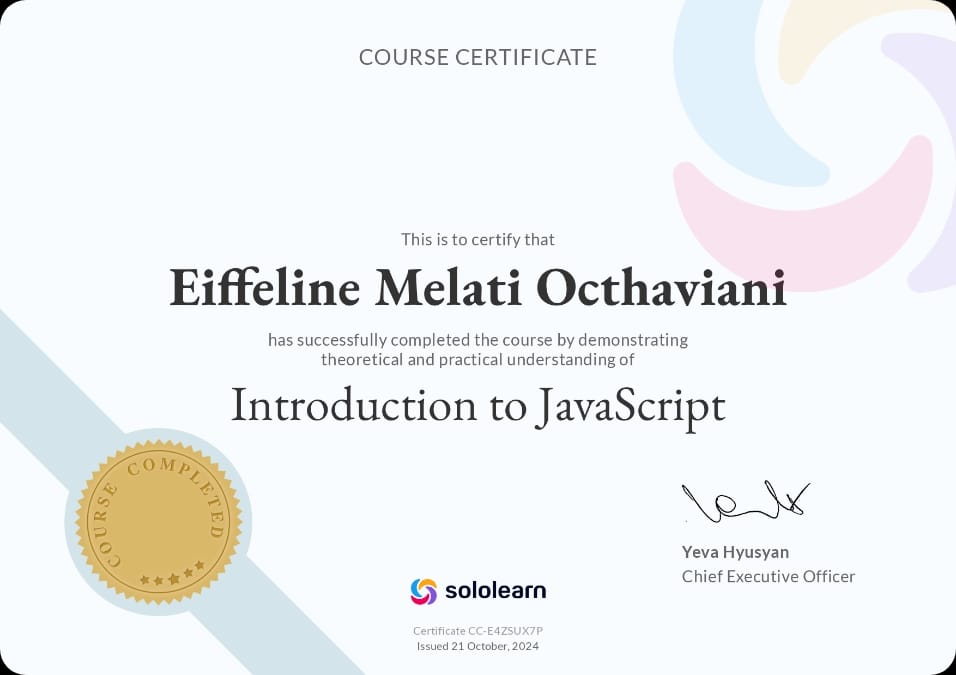 COURSE CERTIFICATE
This is to certify that
Eiffeline Melati Octhaviani
has successfully completed the course by demonstrating
theoretical and practical understanding of
Introduction to JavaScript
COURSE COMPLETED
Yeva Hyusyan
Chief Executive Officer
sololearn
Certificate CC-E4ZSUX7P
Issued 21 October, 2024